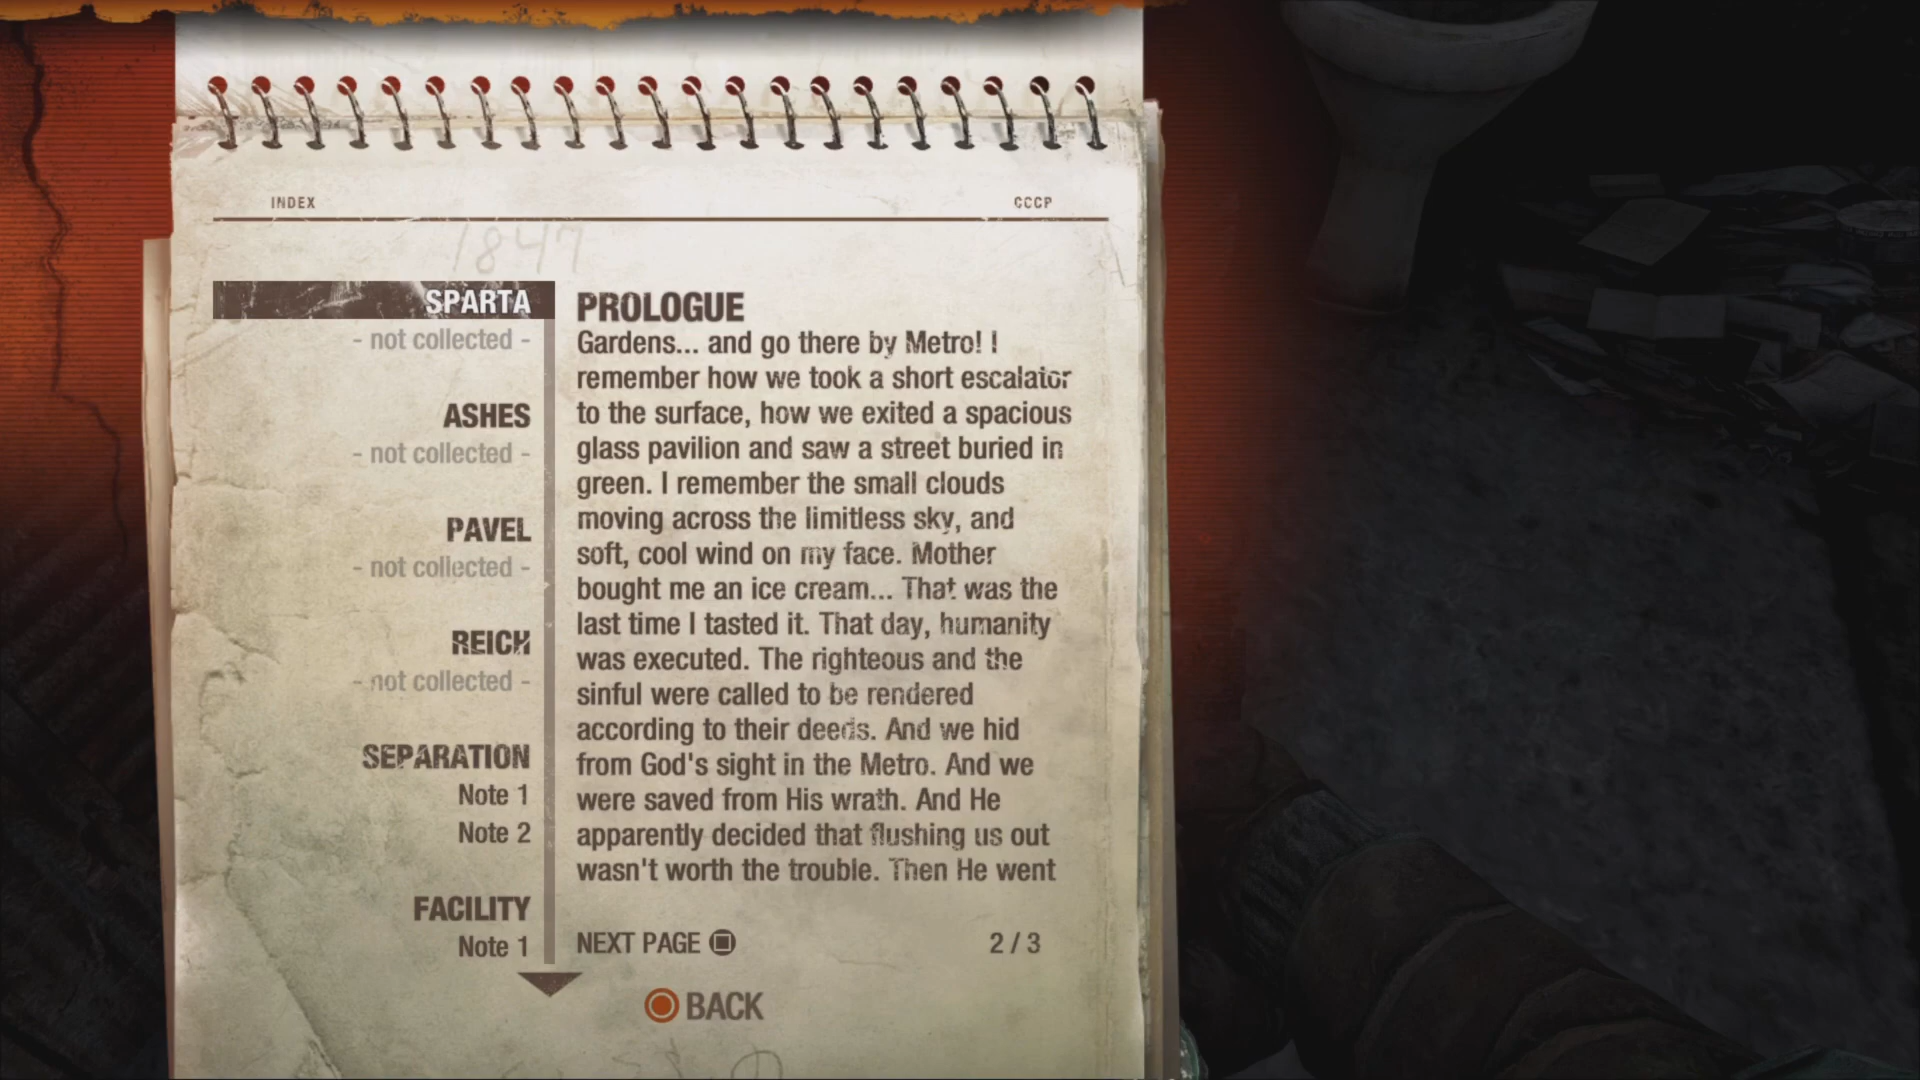 INDEX
CCCP
1847
SPARTA
- not collected -
ASHES
- not collected -
PAVEL
- not collected -
REICH
- not collected -
SEPARATION
Note 1
Note 2
FACILITY
Note 1
PROLOGUE
Gardens... and go there by Metro! I
remember how we took a short escalator
to the surface, how we exited a spacious
glass pavilion and saw a street buried in
green. I remember the small clouds
moving across the limitless sky, and
soft, cool wind on my face. Mother
bought me an ice cream... That was the
last time I tasted it. That day, humanity
was executed. The righteous and the
sinful were called to be rendered
according to their deeds. And we hid
from God's sight in the Metro. And we
were saved from His wrath. And He
apparently decided that flushing us out
wasn't worth the trouble. Then He went
NEXT PAGE
2 / 3
BACK